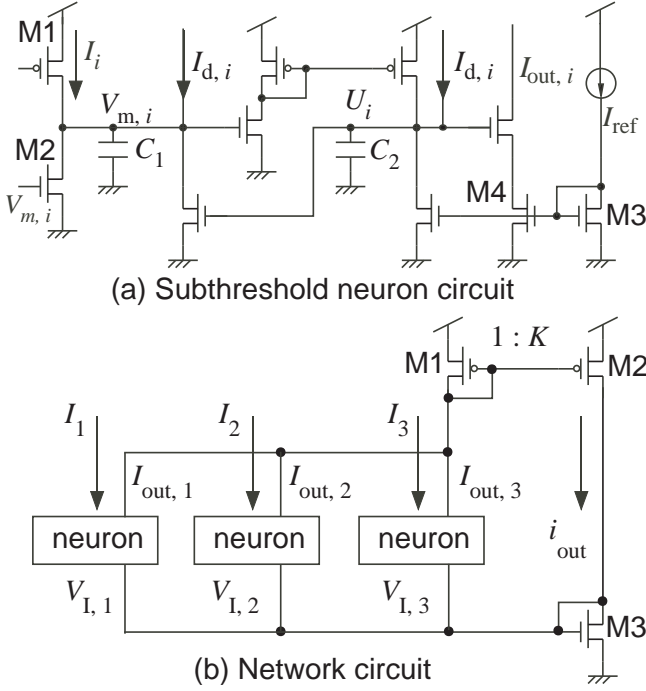 M1
I_i
I_d, i
I_d, i
I_out, i
V_m, i
U_i
I_ref
M2
C_1
C_2
M4
V_m, i
M3
(a) Subthreshold neuron circuit
1 : K
M1
M2
I_1
I_2
I_3
I_out, 1
I_out, 2
I_out, 3
neuron
neuron
neuron
i_out
V_I, 1
V_I, 2
V_I, 3
M3
(b) Network circuit